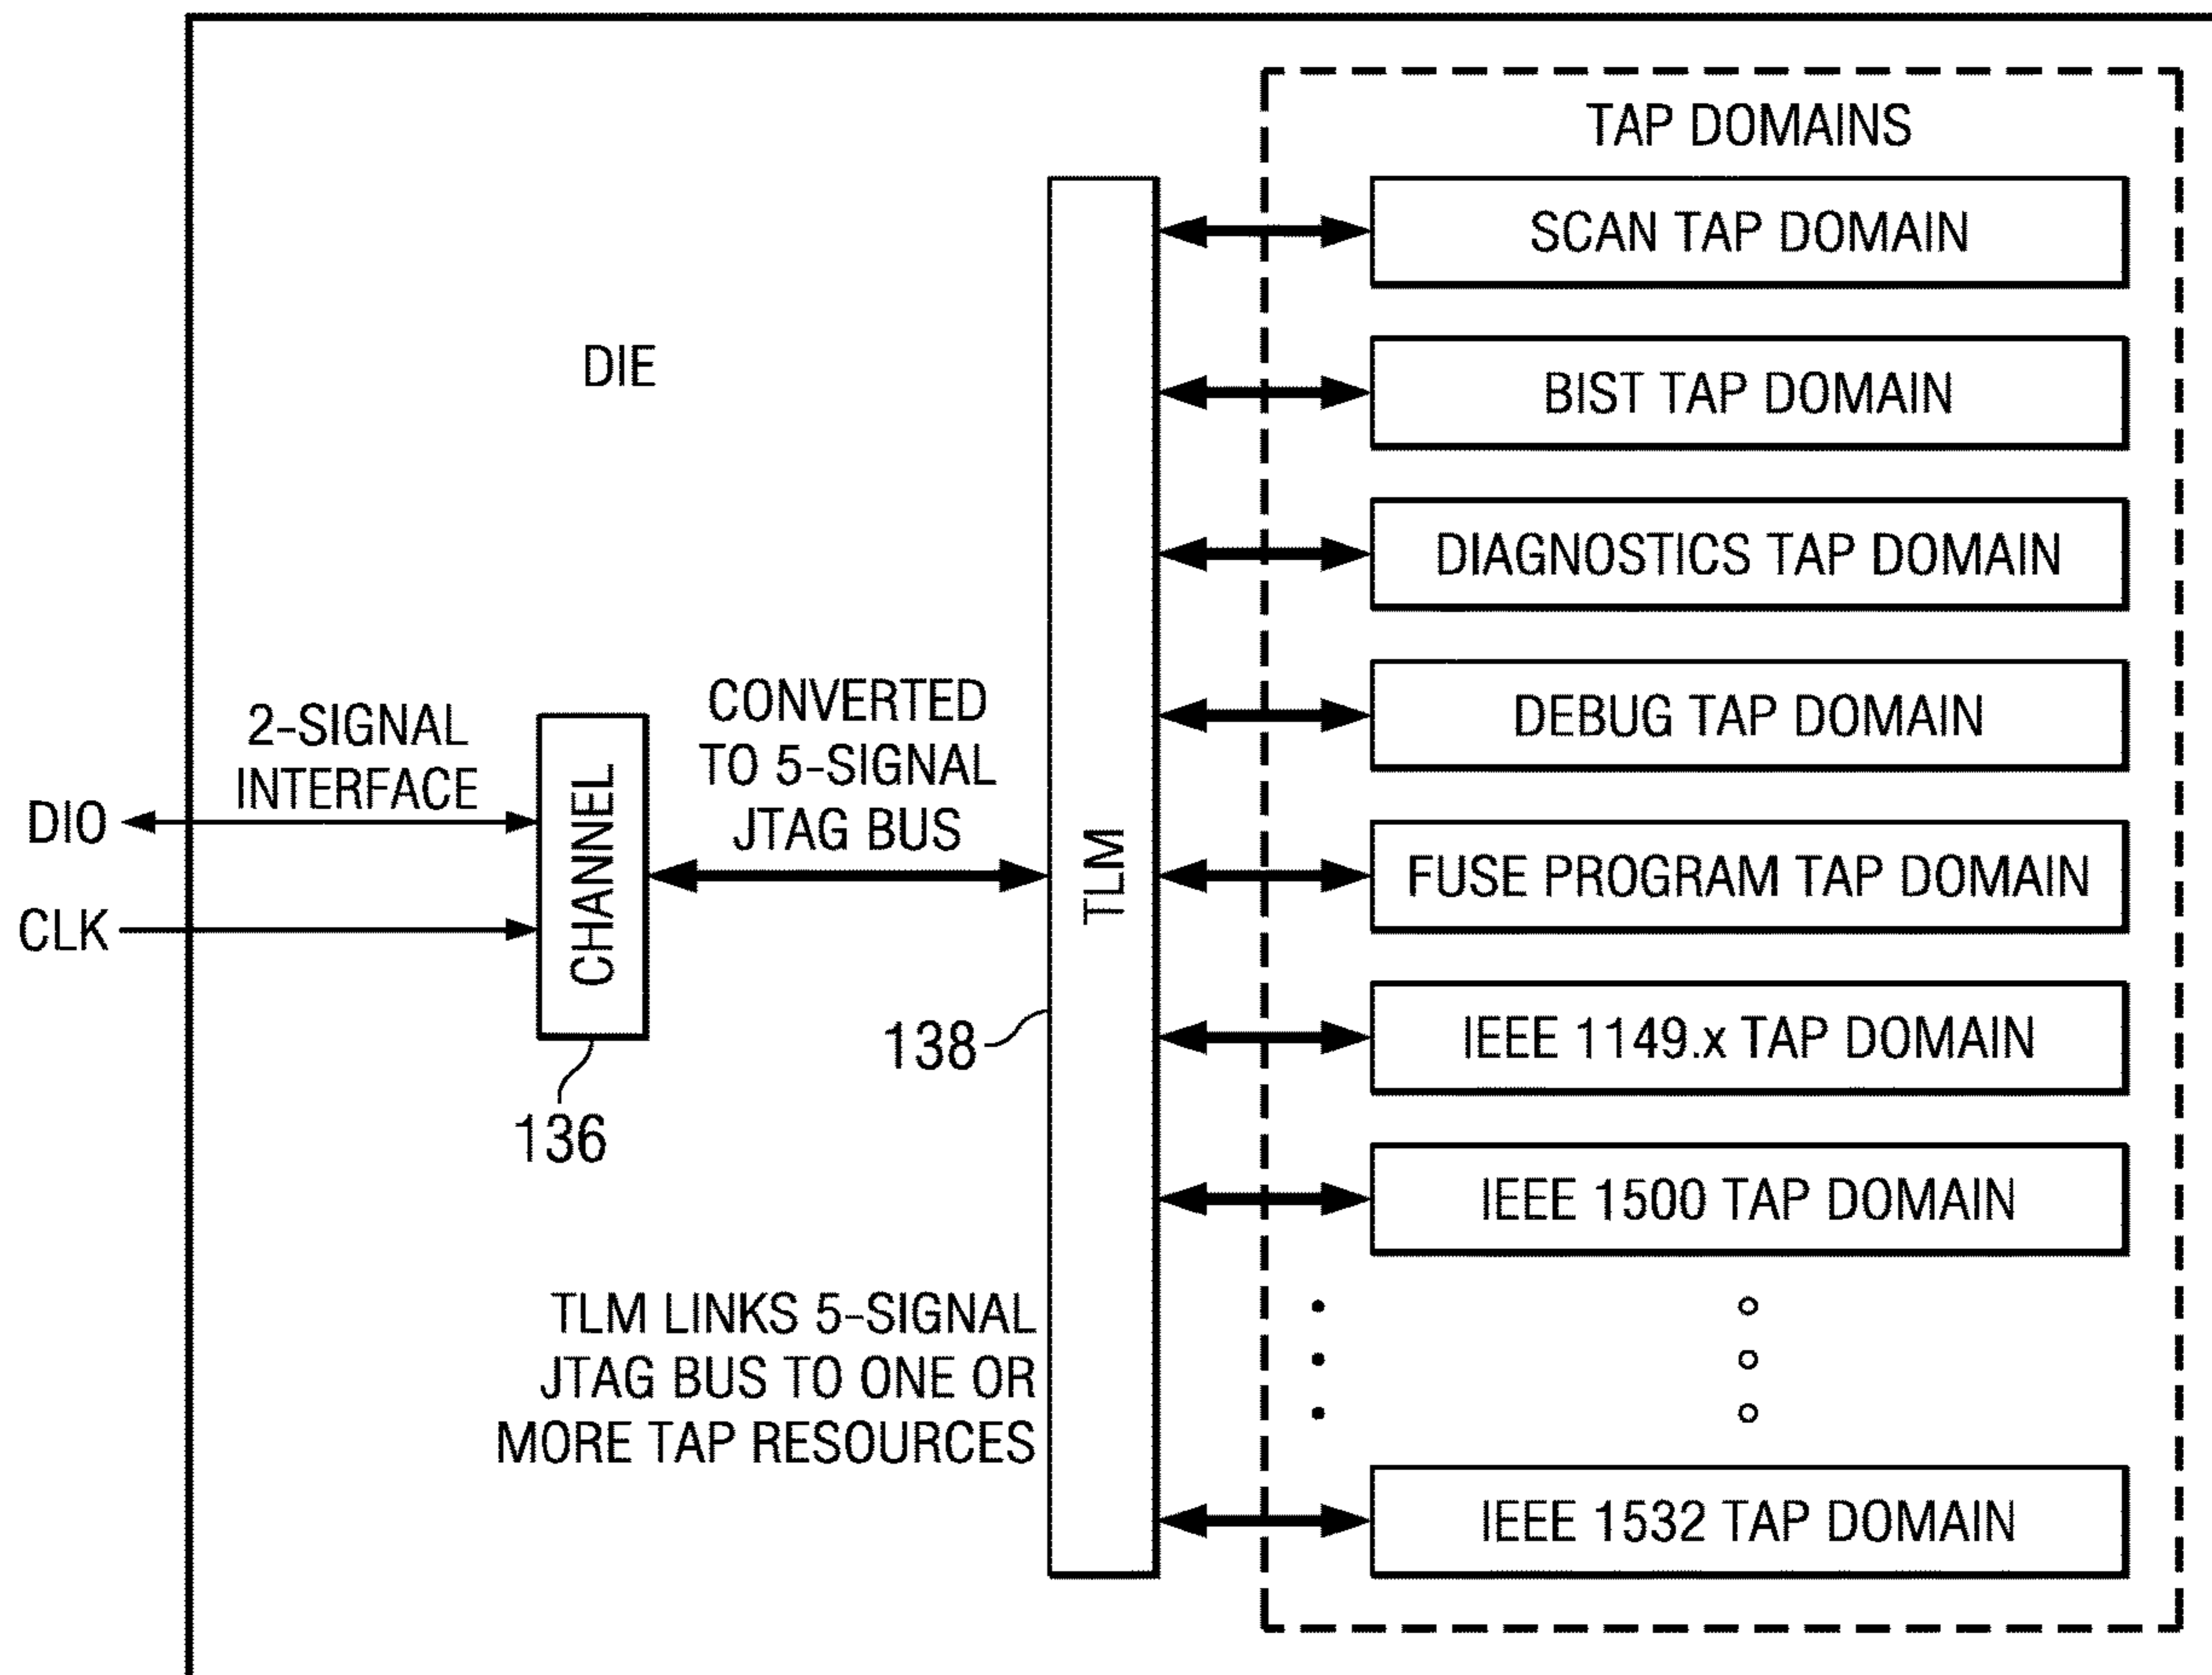 TAP DOMAINS
SCAN TAP DOMAIN
DIE
BIST TAP DOMAIN
DIAGNOSTICS TAP DOMAIN
2-SIGNAL
INTERFACE
CONVERTED
TO 5-SIGNAL
JTAG BUS
DEBUG TAP DOMAIN
DIO
CLK
CHANNEL
136
TLM
138
FUSE PROGRAM TAP DOMAIN
IEEE 1149.x TAP DOMAIN
IEEE 1500 TAP DOMAIN
TLM LINKS 5-SIGNAL
JTAG BUS TO ONE OR
MORE TAP RESOURCES
IEEE 1532 TAP DOMAIN